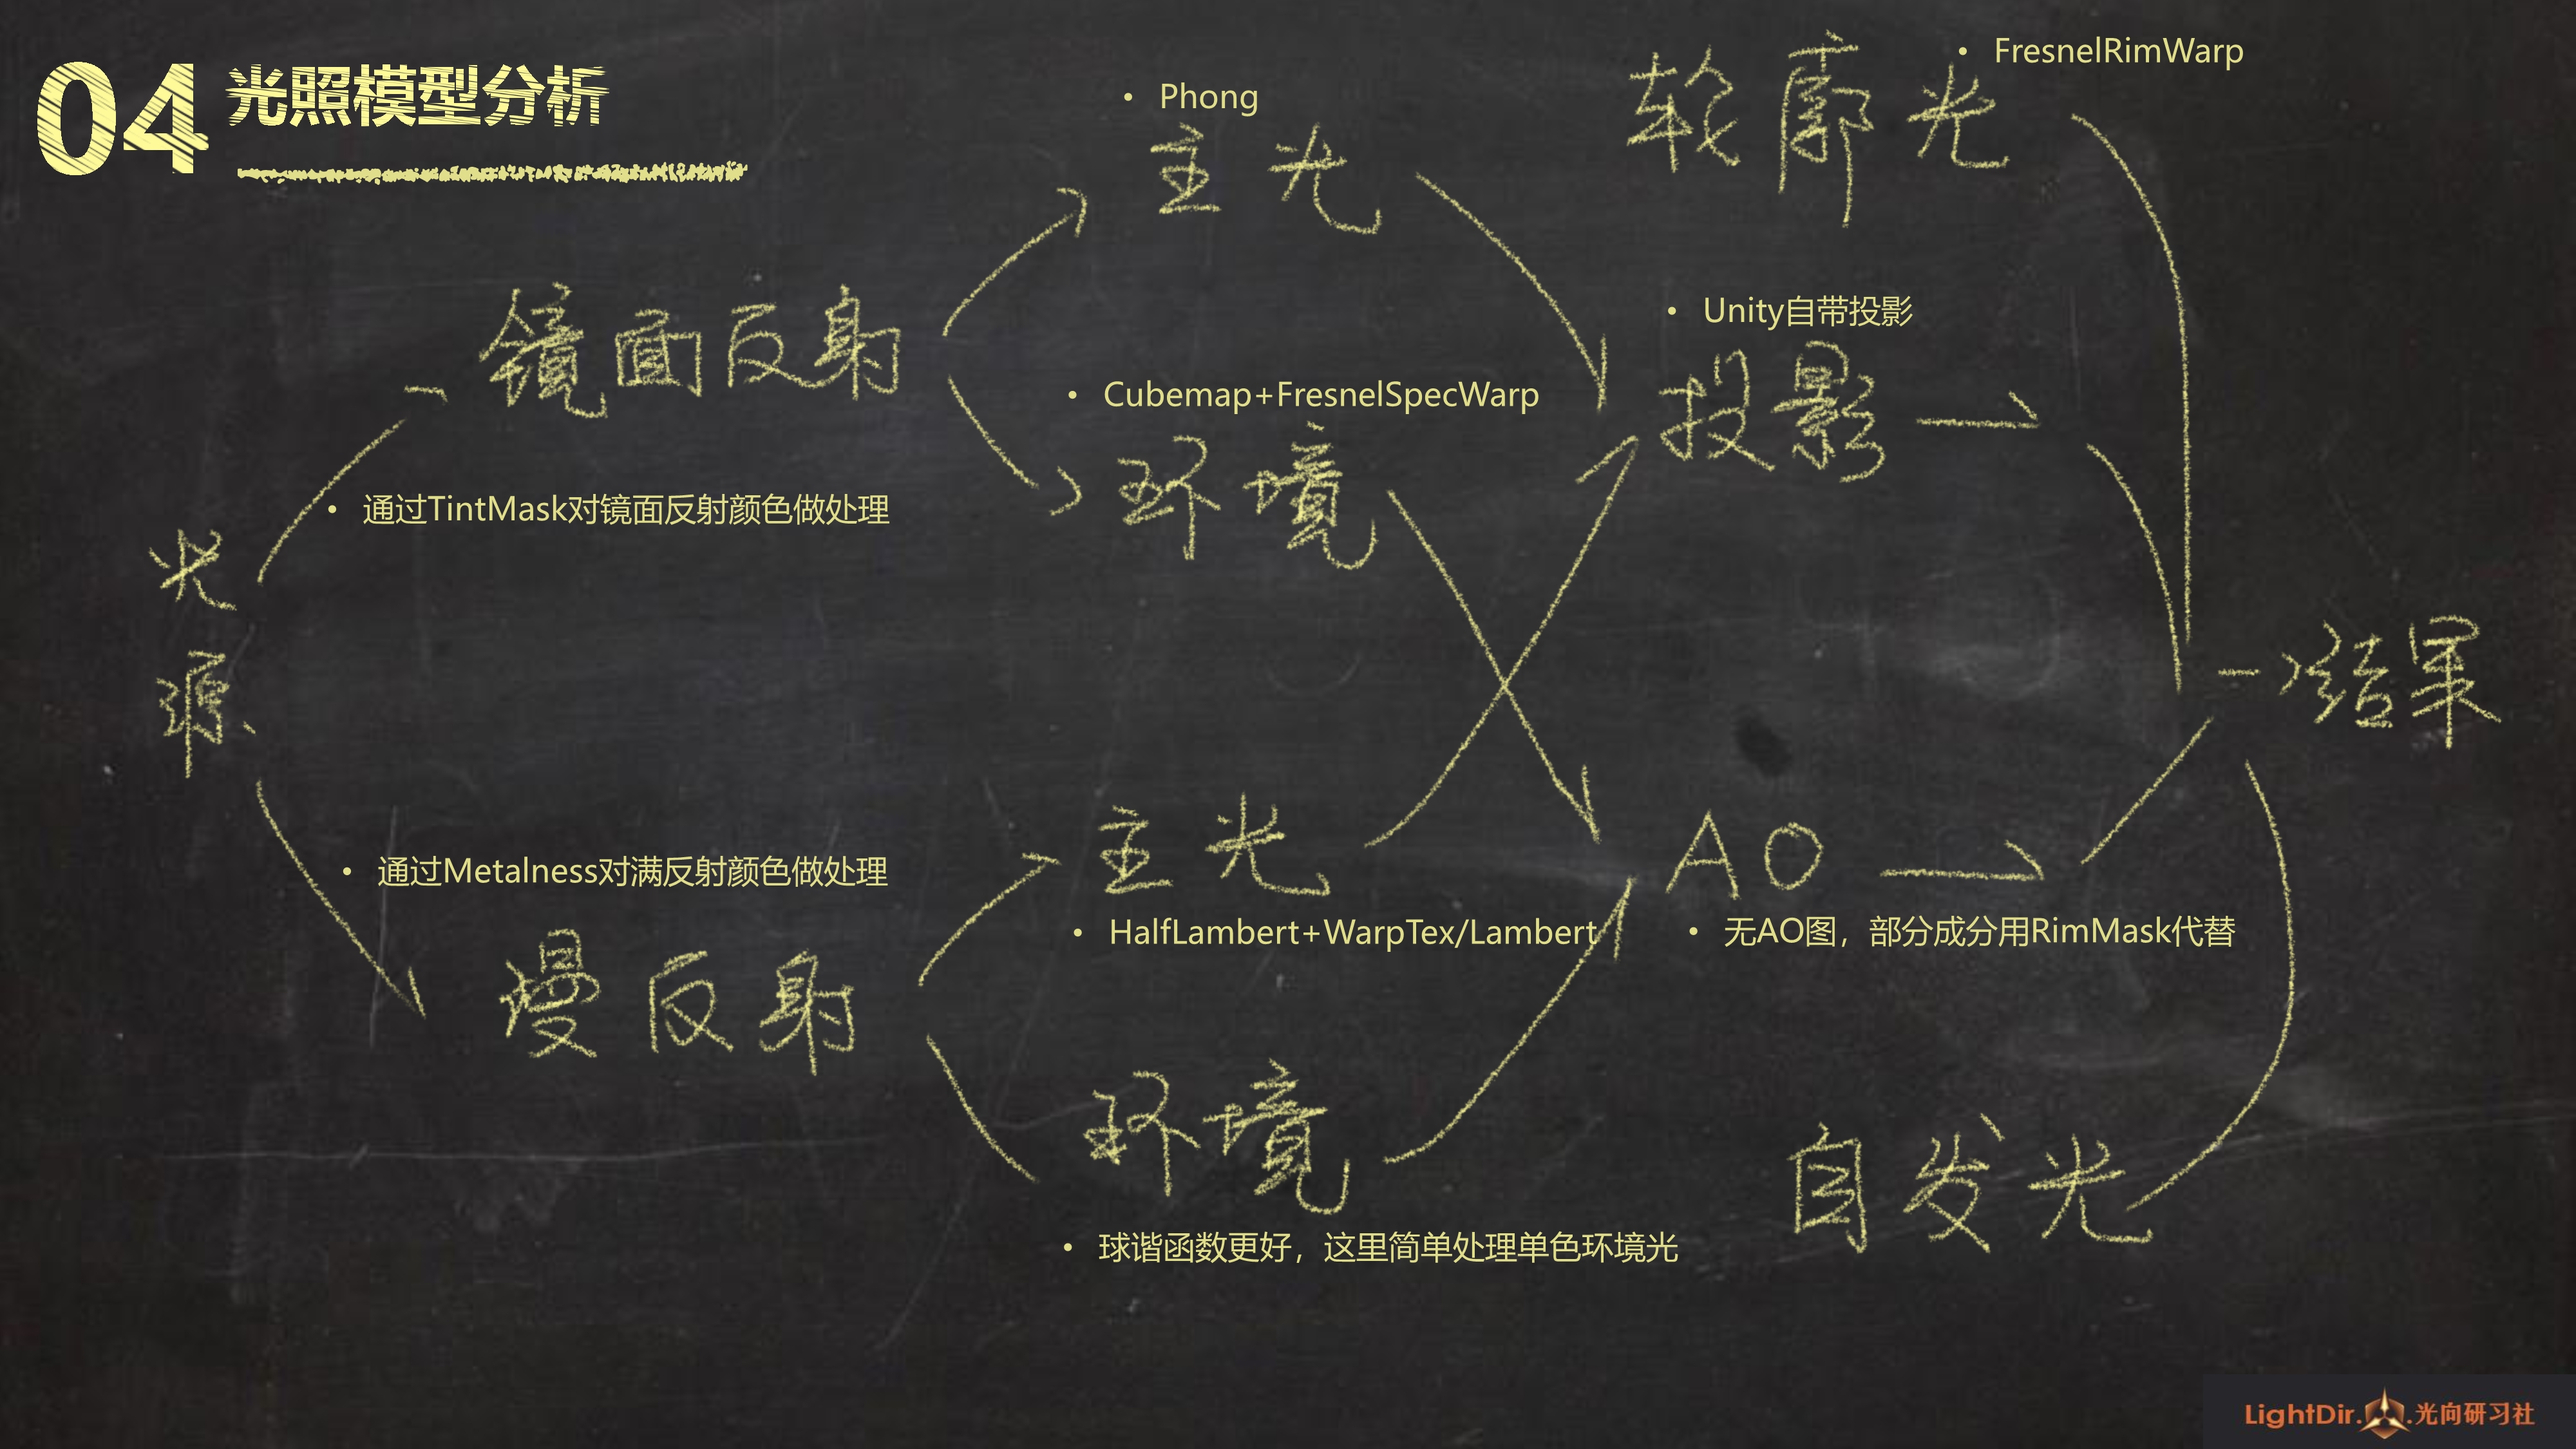 04 光照模型分析
• FresnelRimWarp
• Phong
轮廓光
主光
镜面反射
• Unity自带投影
• Cubemap+FresnelSpecWarp
投影
环境
• 通过TintMask对镜面反射颜色做处理
光源
结果
主光
AO
• 通过Metalness对满反射颜色做处理
• HalfLambert+WarpTex/Lambert
• 无AO图，部分成分用RimMask代替
漫反射
环境
自发光
• 球谐函数更好，这里简单处理单色环境光
LightDir.光向研习社